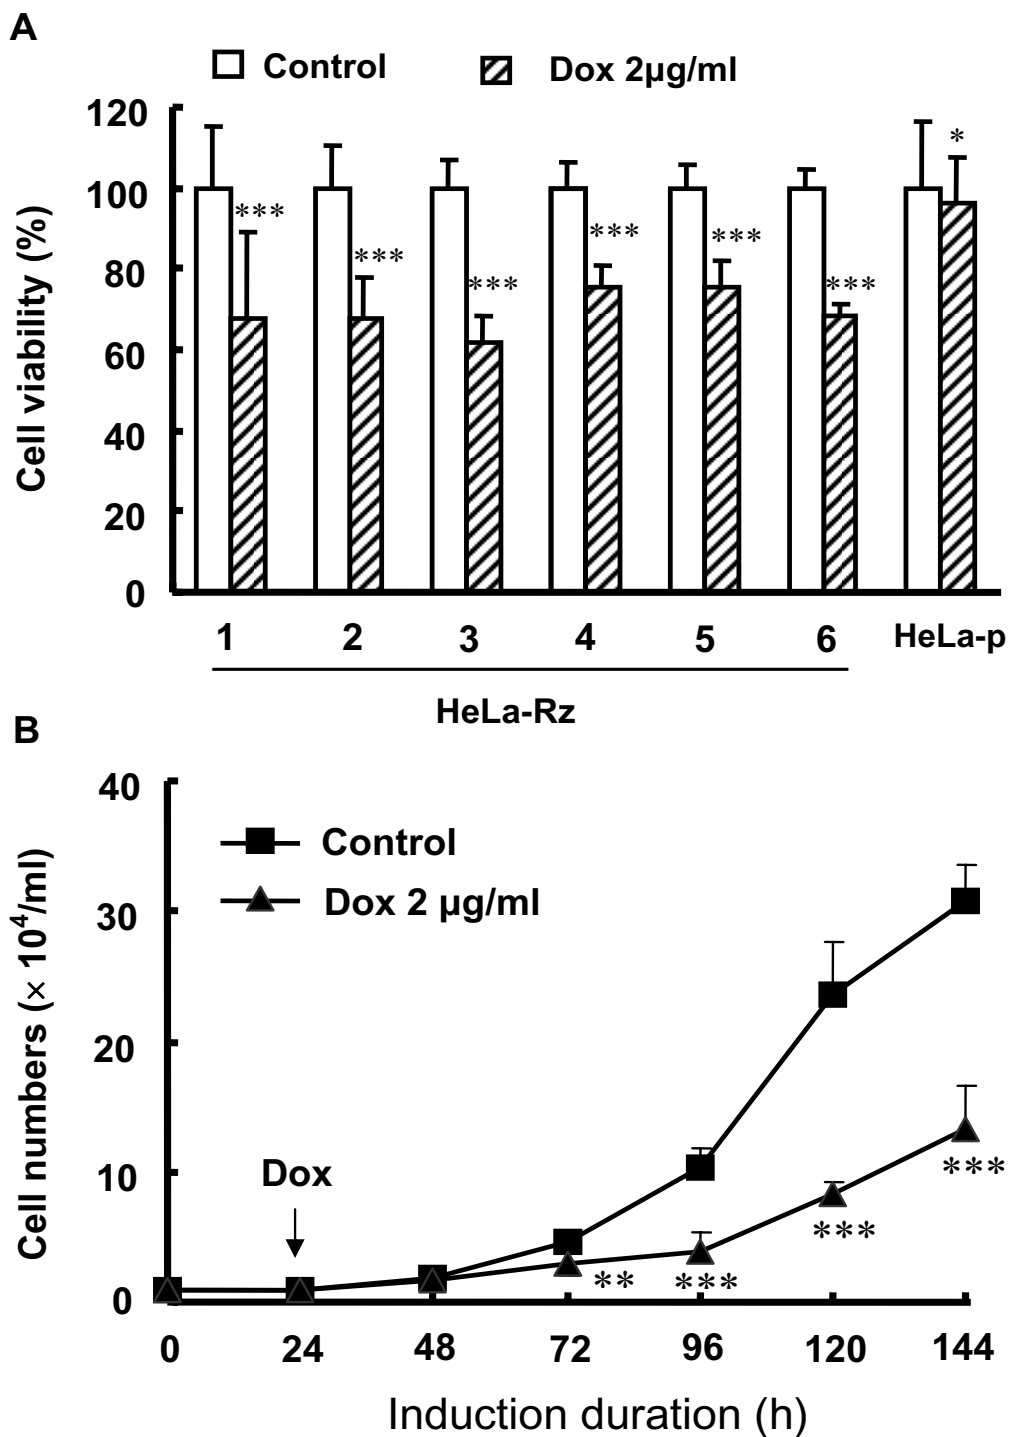 A
Control Dox 2µg/ml
Cell viability (%)
120
100
80
60
40
20
0
*** *** *** *** *** *** *
1 2 3 4 5 6 HeLa-p
HeLa-Rz
B
Cell numbers (× 10⁴/ml)
40
30
20
10
0
Control
Dox 2 µg/ml
Dox
** *** *** ***
0 24 48 72 96 120 144
Induction duration (h)